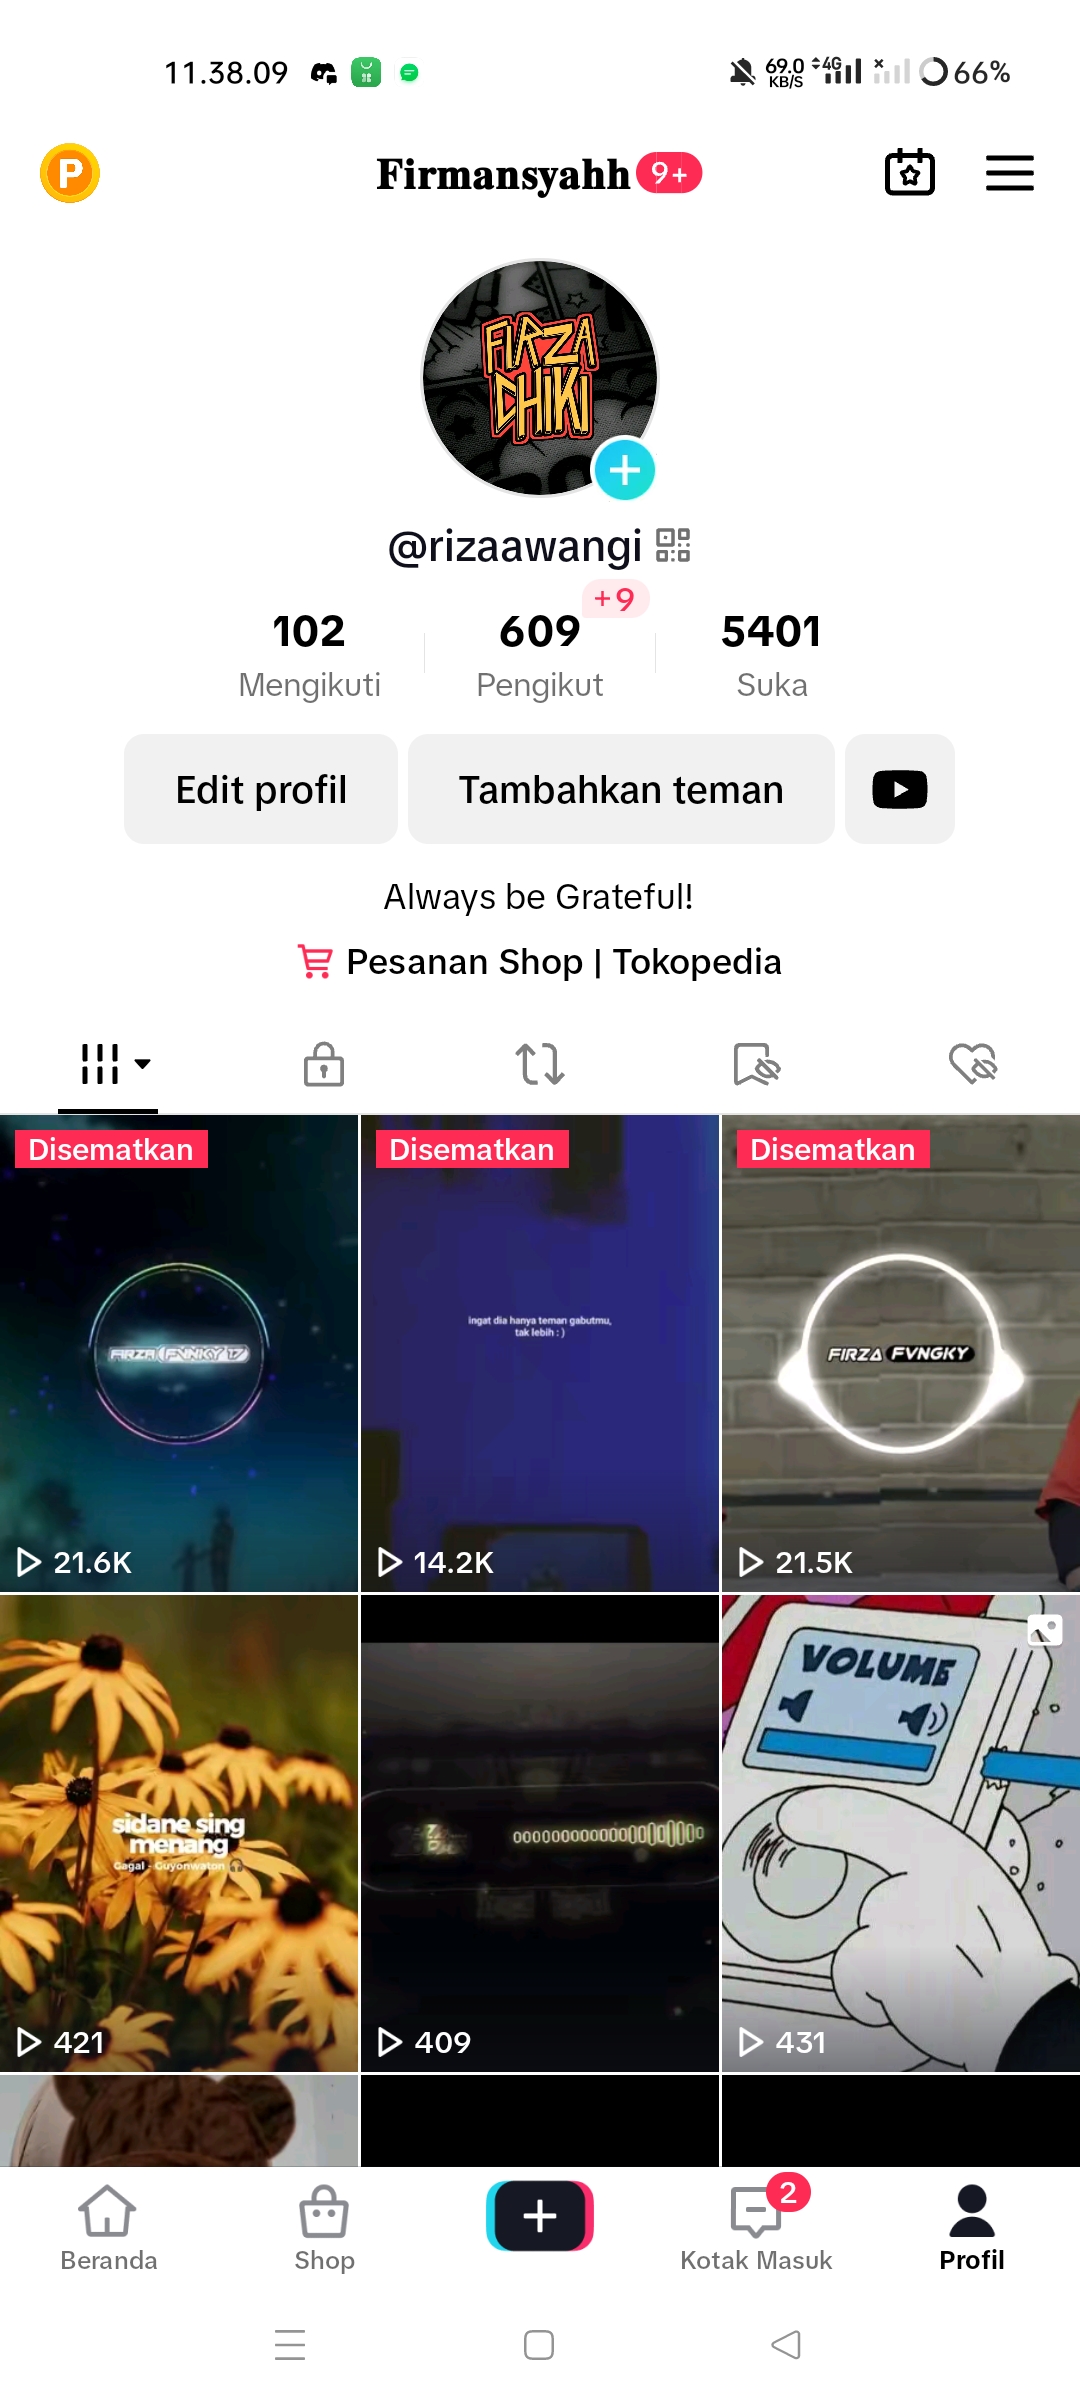 11.38.09 69.0 KB/S 4G 66%
P Firmansyahh 9+
FIRZA
CHIKI
@rizaawangi
+9
102 609 5401
Mengikuti Pengikut Suka
Edit profil Tambahkan teman
Always be Grateful!
Pesanan Shop | Tokopedia
Disematkan Disematkan Disematkan
ingat dia hanya teman gabutmu,
tak lebih : )
FIRZA FVNKY 17 FIRZA FVNGKY
21.6K 14.2K 21.5K
VOLUME
sidane sing
menang
Gagal - Guyonwaton
421 409 431
2
Beranda Shop Kotak Masuk Profil